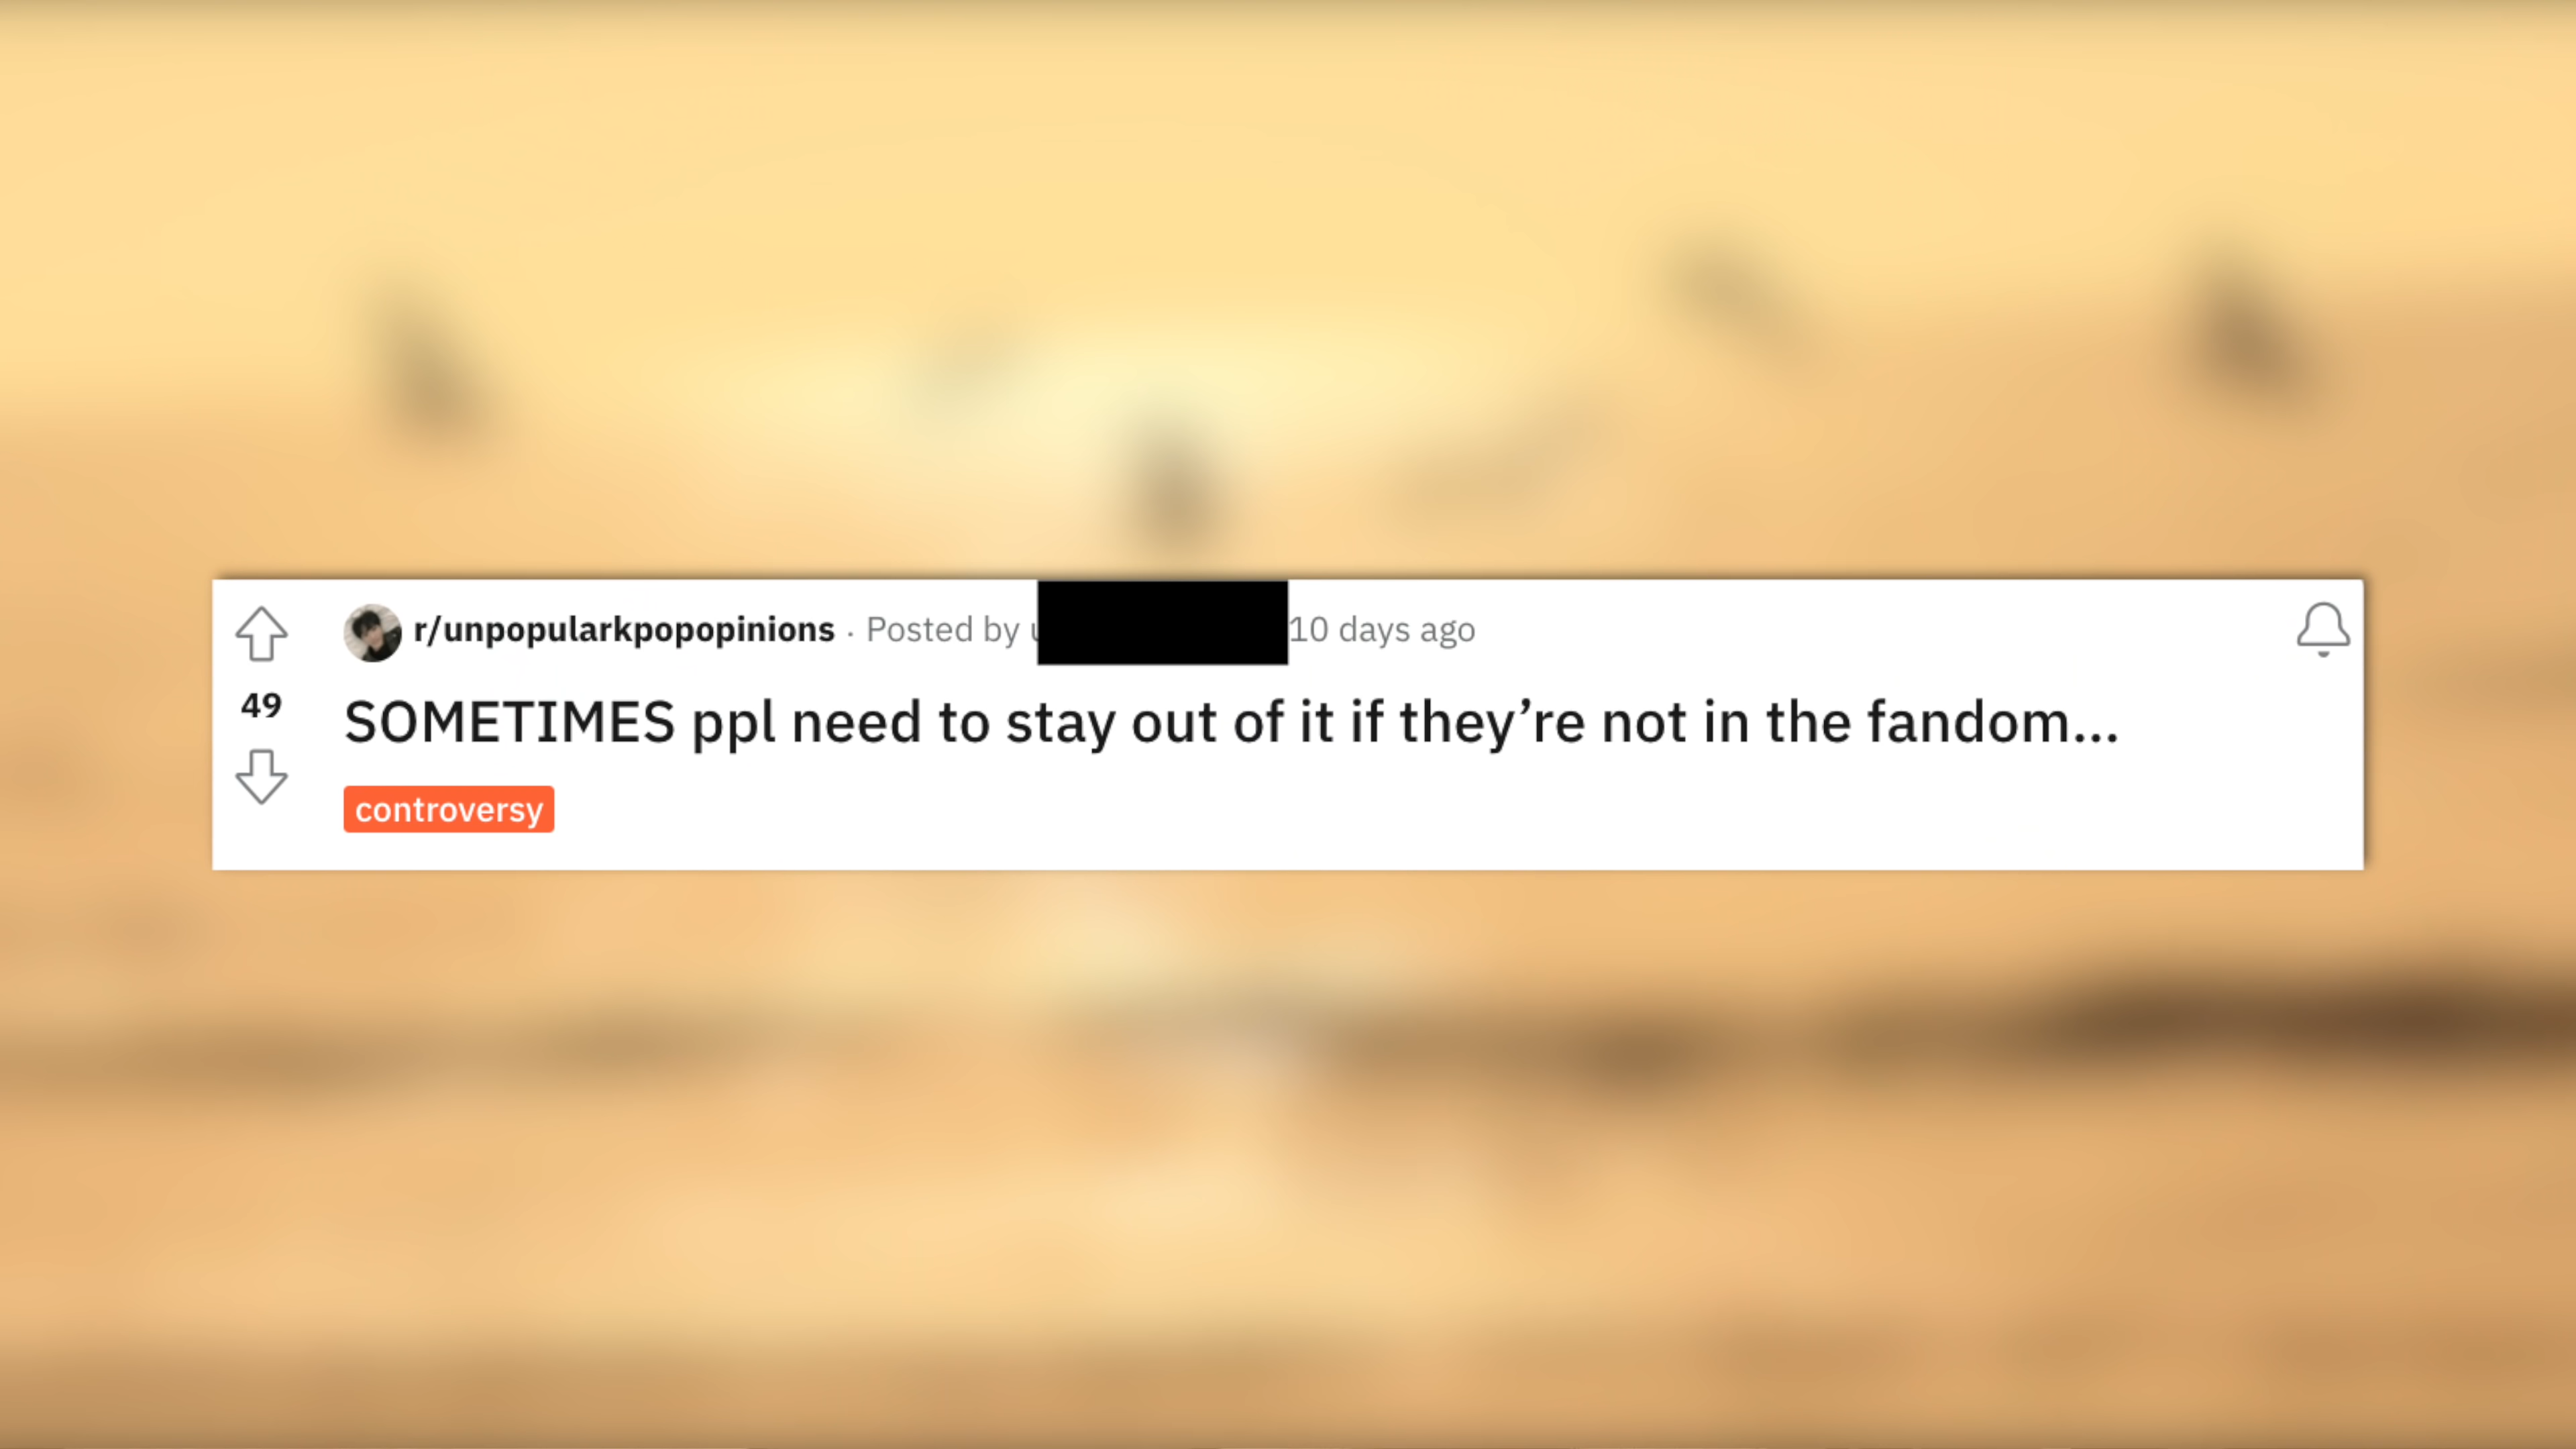 r/unpopularkpopopinions · Posted by 10 days ago
49
SOMETIMES ppl need to stay out of it if they’re not in the fandom...
controversy